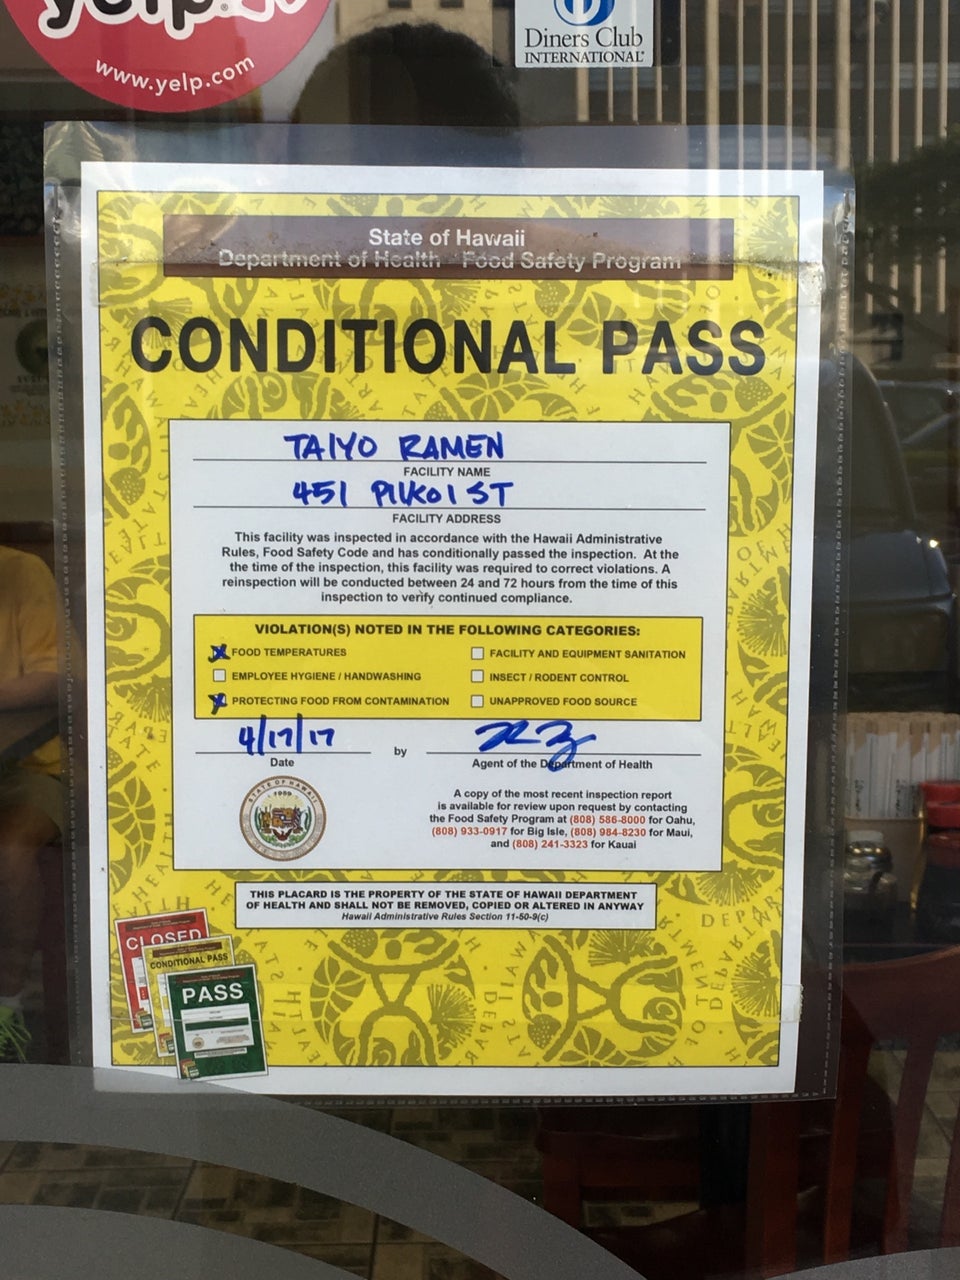 yelp
www.yelp.com
Diners Club
INTERNATIONAL®
State of Hawaii
Department of Health Food Safety Program
CONDITIONAL PASS
TAIYO RAMEN
FACILITY NAME
451 PIIKOI ST
FACILITY ADDRESS
This facility was inspected in accordance with the Hawaii Administrative
Rules, Food Safety Code and has conditionally passed the inspection. At the
the time of the inspection, this facility was required to correct violations. A
reinspection will be conducted between 24 and 72 hours from the time of this
inspection to verify continued compliance.
VIOLATION(S) NOTED IN THE FOLLOWING CATEGORIES:
FOOD TEMPERATURES
FACILITY AND EQUIPMENT SANITATION
EMPLOYEE HYGIENE / HANDWASHING
INSECT / RODENT CONTROL
PROTECTING FOOD FROM CONTAMINATION
UNAPPROVED FOOD SOURCE
4/17/17
Date
by
Agent of the Department of Health
STATE OF HAWAII
1959
A copy of the most recent inspection report
is available for review upon request by contacting
the Food Safety Program at (808) 586-8000 for Oahu,
(808) 933-0917 for Big Isle, (808) 984-8230 for Maui,
and (808) 241-3323 for Kauai
THIS PLACARD IS THE PROPERTY OF THE STATE OF HAWAII DEPARTMENT
OF HEALTH AND SHALL NOT BE REMOVED, COPIED OR ALTERED IN ANYWAY
Hawaii Administrative Rules Section 11-50-9(c)
CLOSED
CONDITIONAL PASS
PASS